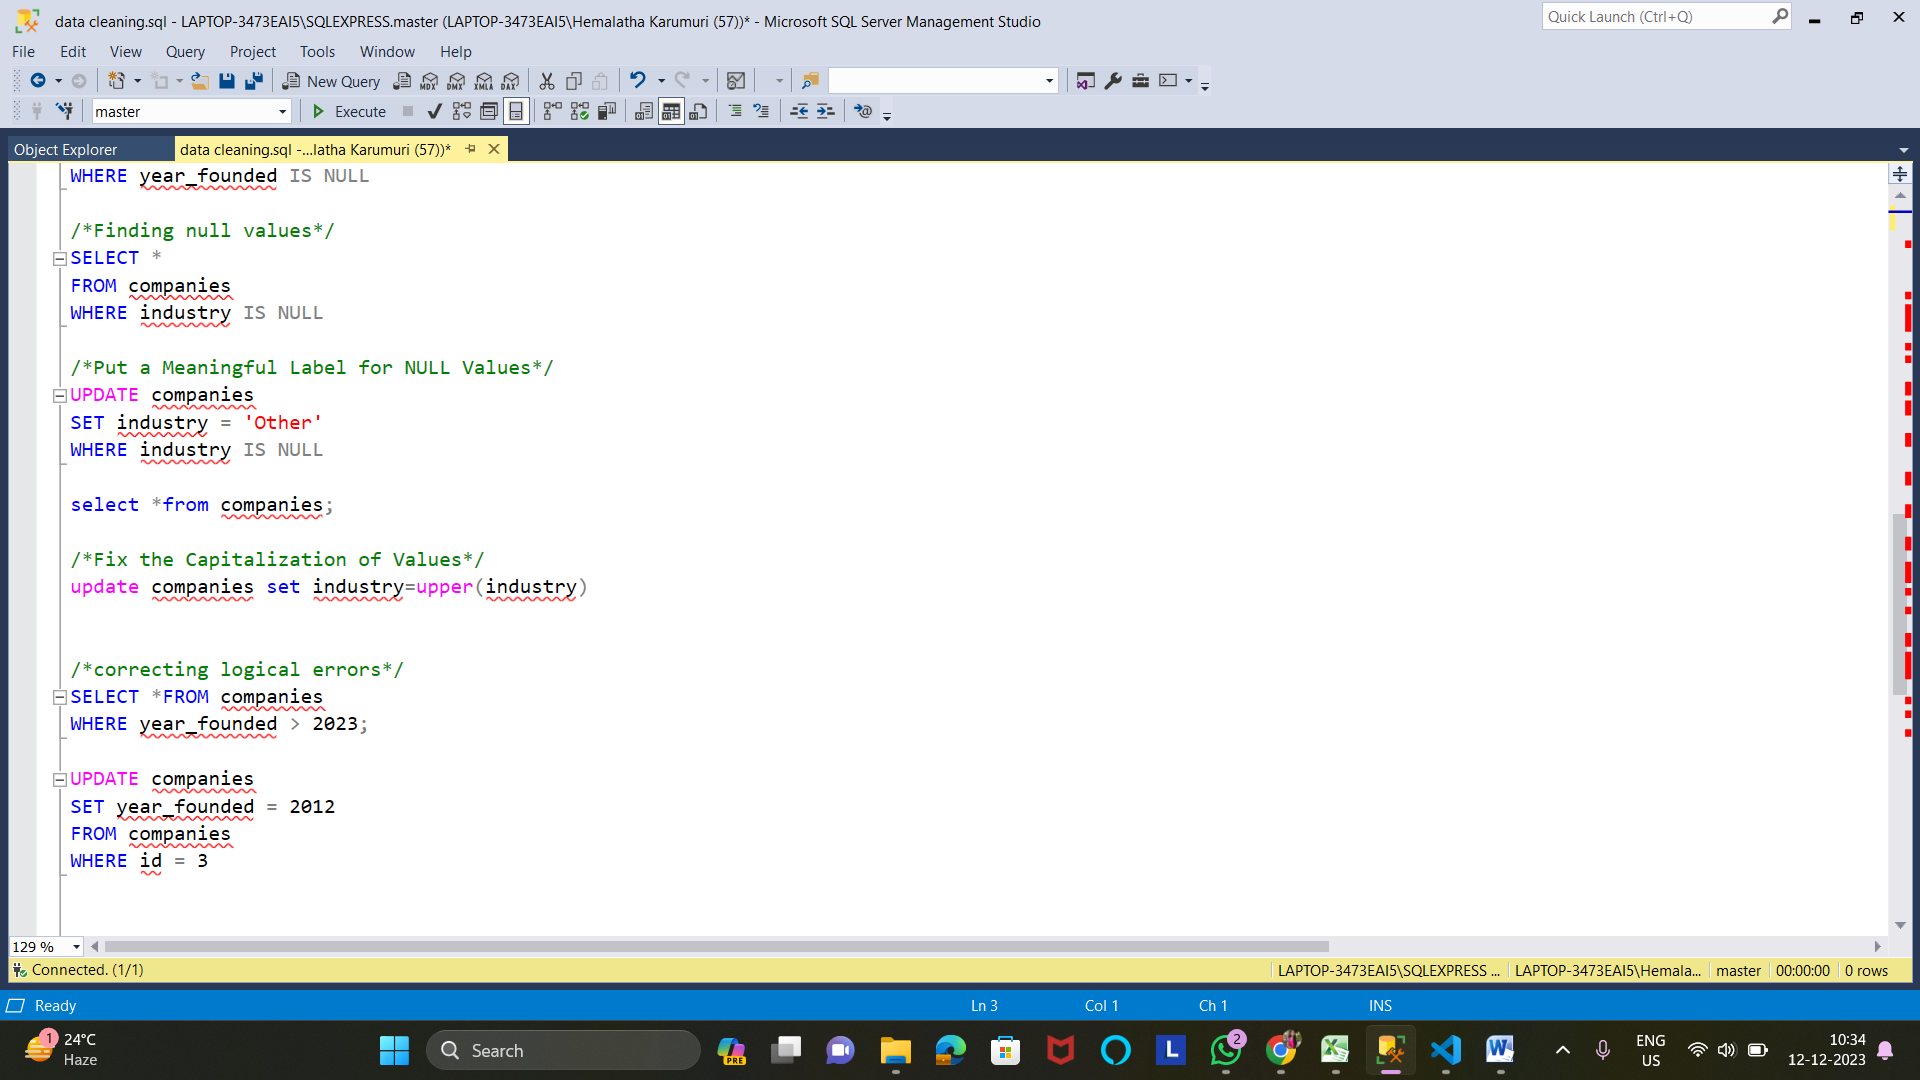 data cleaning.sql - LAPTOP-3473EAI5\SQLEXPRESS.master (LAPTOP-3473EAI5\Hemalatha Karumuri (57))* - Microsoft SQL Server Management Studio
Quick Launch (Ctrl+Q)
File Edit View Query Project Tools Window Help
New Query MDX DMX XMLA DAX
master Execute
Object Explorer data cleaning.sql -...latha Karumuri (57))*
WHERE year_founded IS NULL
/*Finding null values*/
SELECT *
FROM companies
WHERE industry IS NULL
/*Put a Meaningful Label for NULL Values*/
UPDATE companies
SET industry = 'Other'
WHERE industry IS NULL
select *from companies;
/*Fix the Capitalization of Values*/
update companies set industry=upper(industry)
/*correcting logical errors*/
SELECT *FROM companies
WHERE year_founded > 2023;
UPDATE companies
SET year_founded = 2012
FROM companies
WHERE id = 3
129 %
Connected. (1/1) LAPTOP-3473EAI5\SQLEXPRESS ... LAPTOP-3473EAI5\Hemala... master 00:00:00 0 rows
Ready Ln 3 Col 1 Ch 1 INS
1 24°C
Haze
Search
PRE
L
2
W
ENG
US
10:34
12-12-2023